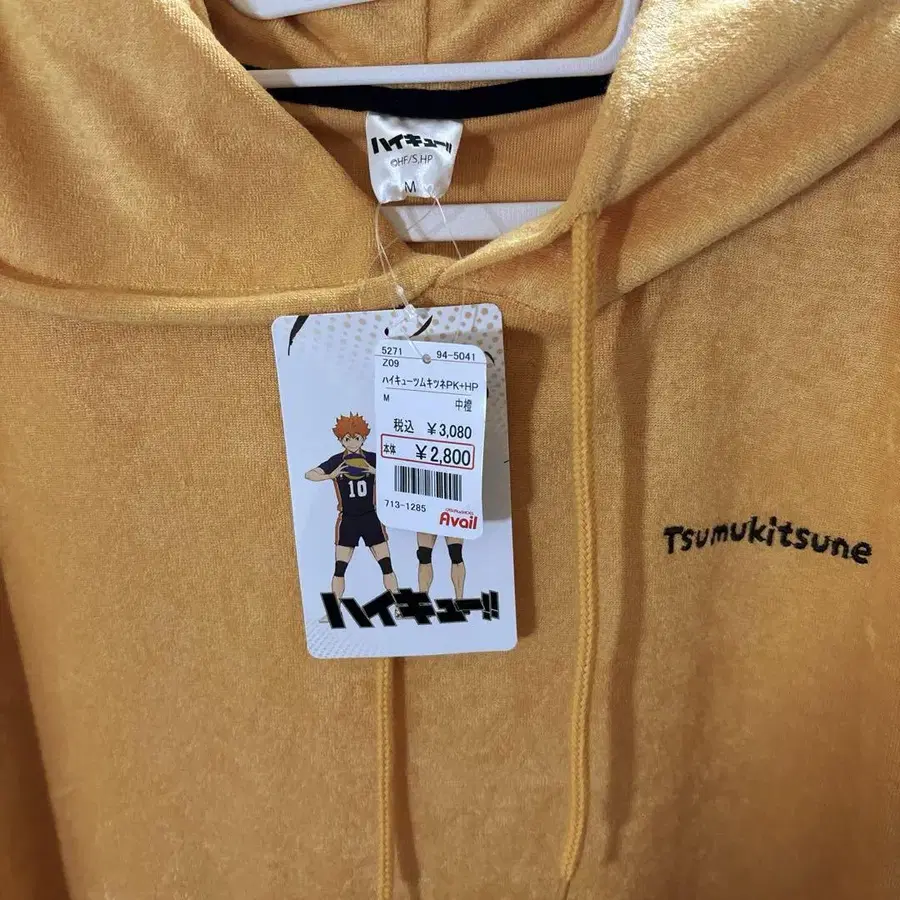 ハイキュー!!
©HF/S,HP
M
5271 94-5041
Z09
ハイキューツムキツネPK+HP
M 中橙
税込 ¥3,080
本体 ¥2,800
713-1285
Avail
10
ハイキュー!!
Tsumukitsune